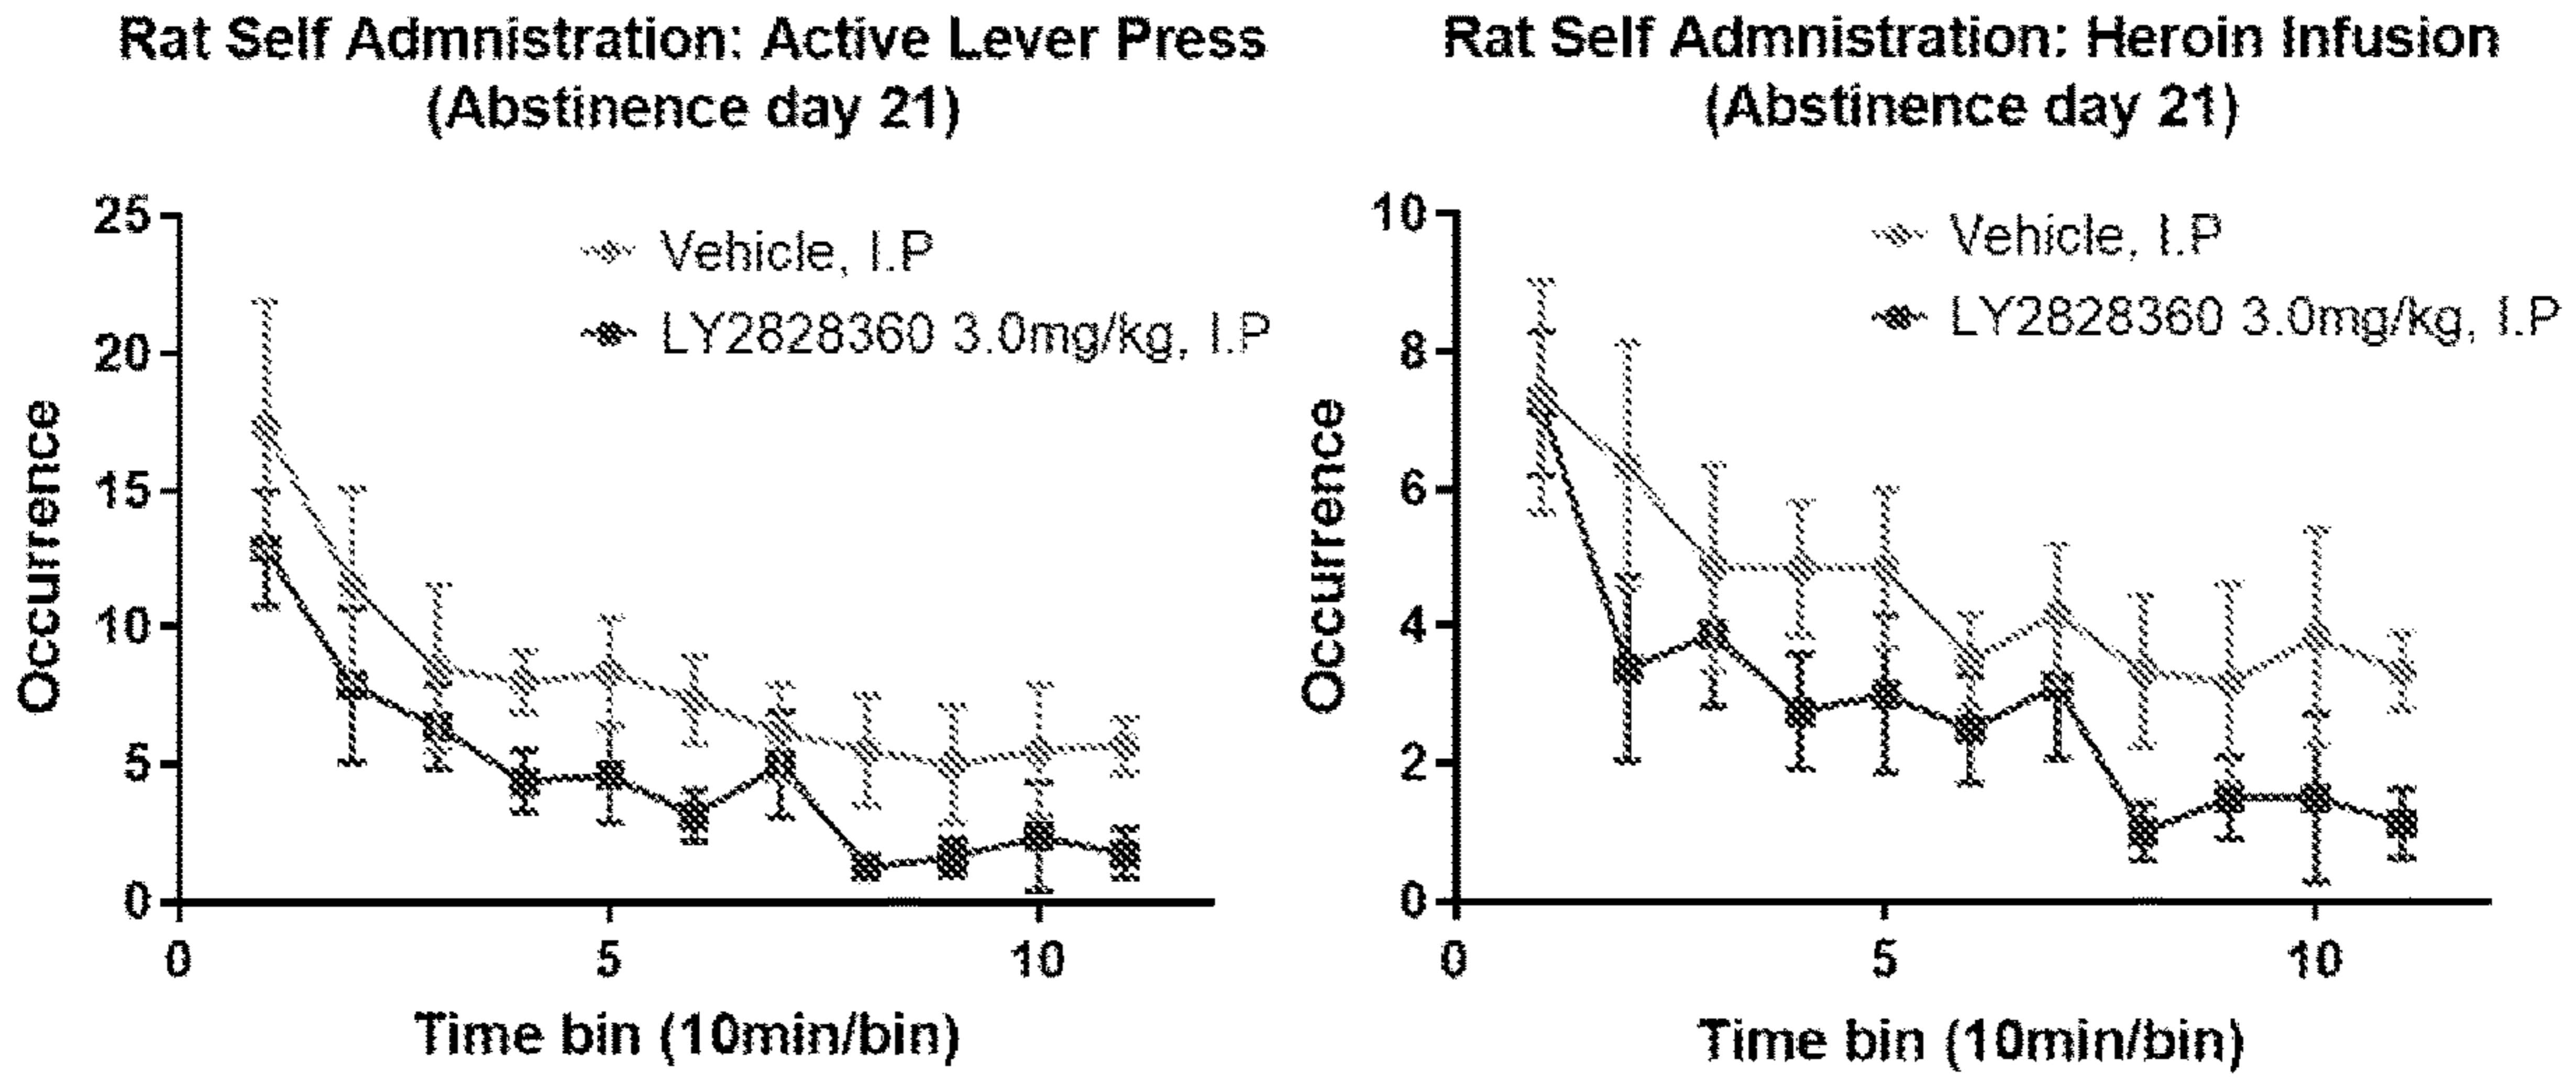 Rat Self Admnistration: Active Lever Press
(Abstinence day 21)
25
20
15
10
5
0
Occurrence
Vehicle, I.P
LY2828360 3.0mg/kg, I.P
0
5
10
Time bin (10min/bin)
Rat Self Admnistration: Heroin Infusion
(Abstinence day 21)
10
8
6
4
2
0
Occurrence
Vehicle, I.P
LY2828360 3.0mg/kg, I.P
0
5
10
Time bin (10min/bin)